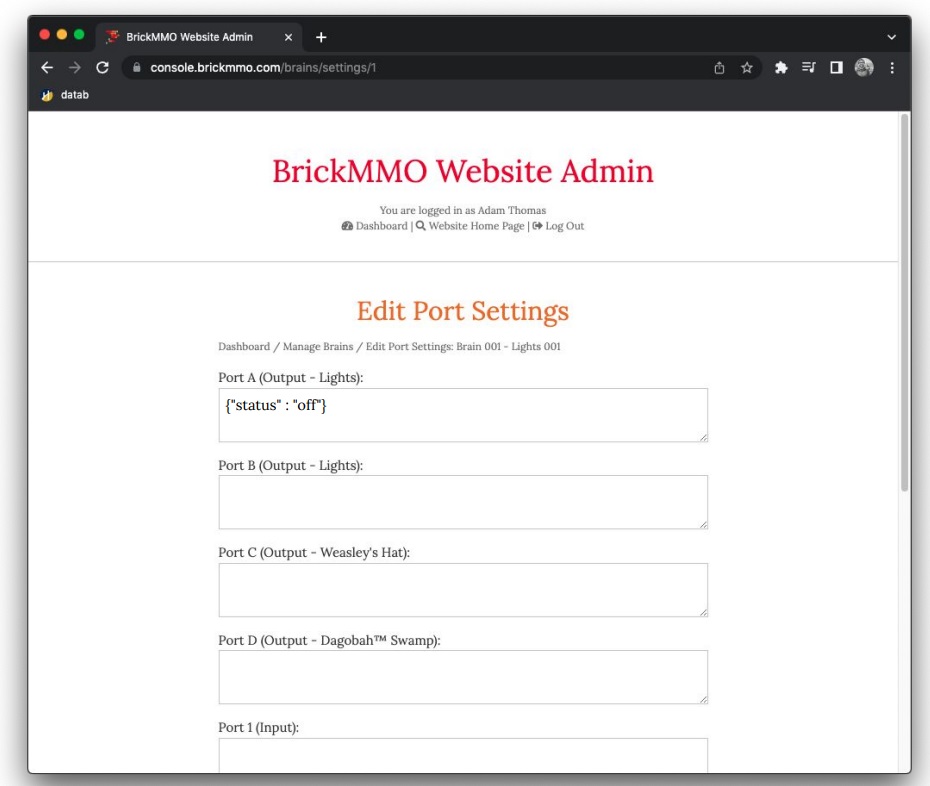 BrickMMO Website Admin
console.brickmmo.com/brains/settings/1
datab
BrickMMO Website Admin
You are logged in as Adam Thomas
Dashboard | Website Home Page | Log Out
Edit Port Settings
Dashboard / Manage Brains / Edit Port Settings: Brain 001 - Lights 001
Port A (Output - Lights):
{"status" : "off"}
Port B (Output - Lights):
Port C (Output - Weasley's Hat):
Port D (Output - Dagobah™ Swamp):
Port 1 (Input):